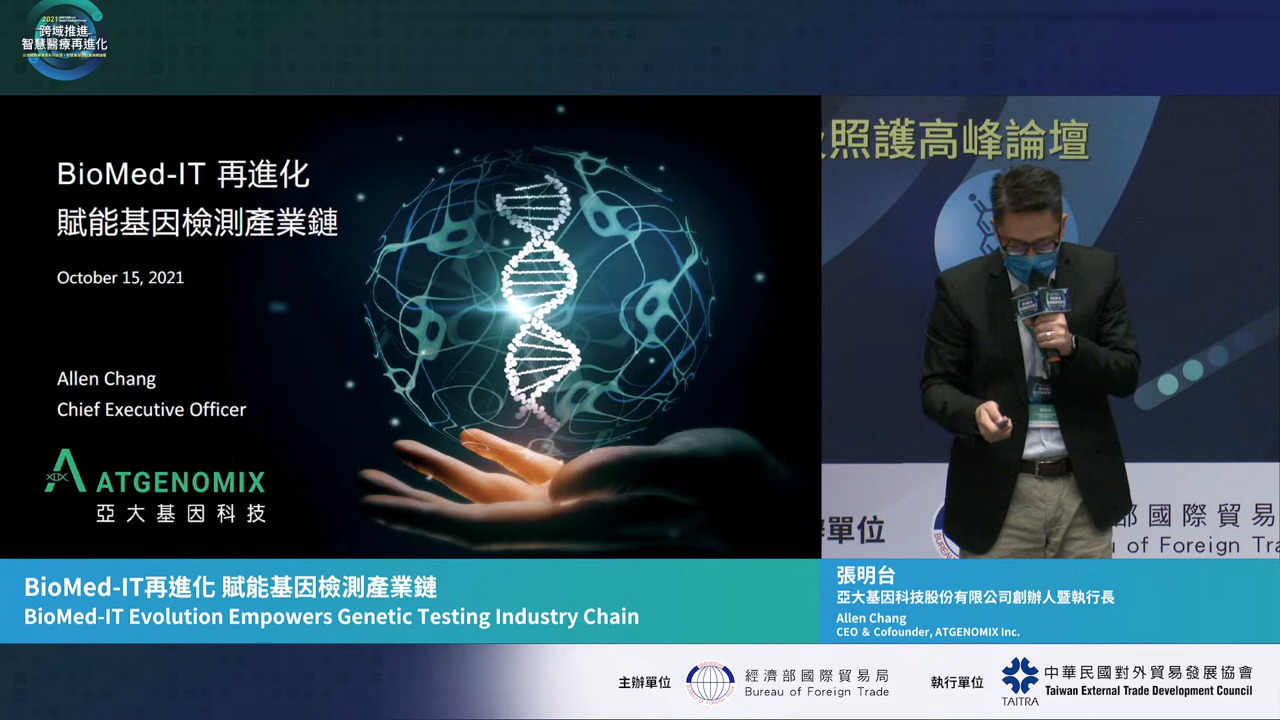 2021
跨域推進
智慧醫療再進化
BioMed-IT 再進化
賦能基因檢測產業鏈
October 15, 2021
Allen Chang
Chief Executive Officer
ATGENOMIX
亞大基因科技
照護高峰論壇
單位
部國際貿易
of Foreign Tra
BioMed-IT再進化 賦能基因檢測產業鏈
BioMed-IT Evolution Empowers Genetic Testing Industry Chain
張明台
亞大基因科技股份有限公司創辦人暨執行長
Allen Chang
CEO & Cofounder, ATGENOMIX Inc.
主辦單位
經濟部國際貿易局
Bureau of Foreign Trade
執行單位
TAITRA
中華民國對外貿易發展協會
Taiwan External Trade Development Council